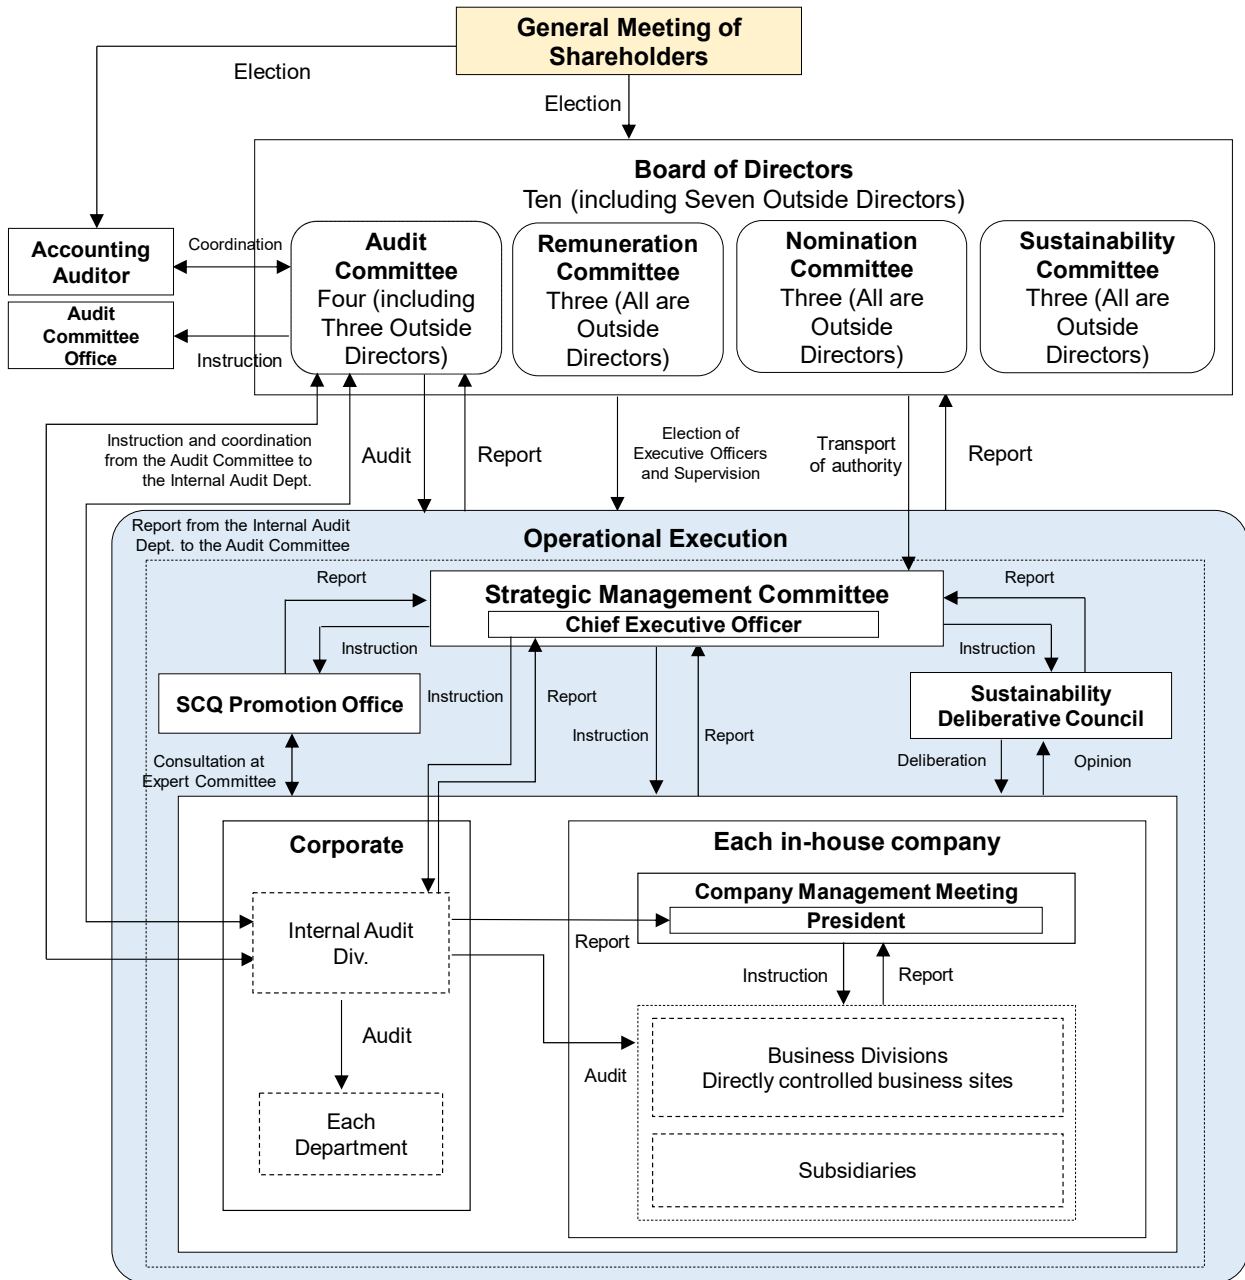 General Meeting of
Shareholders
Election
Election
Board of Directors
Ten (including Seven Outside Directors)
Accounting
Auditor
Coordination
Audit
Committee
Four (including
Three Outside
Directors)
Remuneration
Committee
Three (All are
Outside
Directors)
Nomination
Committee
Three (All are
Outside
Directors)
Sustainability
Committee
Three (All are
Outside
Directors)
Audit
Committee
Office
Instruction
Instruction and coordination
from the Audit Committee to
the Internal Audit Dept.
Audit
Report
Election of
Executive Officers
and Supervision
Transport
of authority
Report
Report from the Internal Audit
Dept. to the Audit Committee
Operational Execution
Report
Strategic Management Committee
Chief Executive Officer
Report
Instruction
Instruction
SCQ Promotion Office
Instruction
Report
Instruction
Report
Sustainability
Deliberative Council
Consultation at
Expert Committee
Deliberation
Opinion
Corporate
Internal Audit
Div.
Audit
Each
Department
Each in-house company
Company Management Meeting
President
Report
Instruction
Report
Audit
Business Divisions
Directly controlled business sites
Subsidiaries